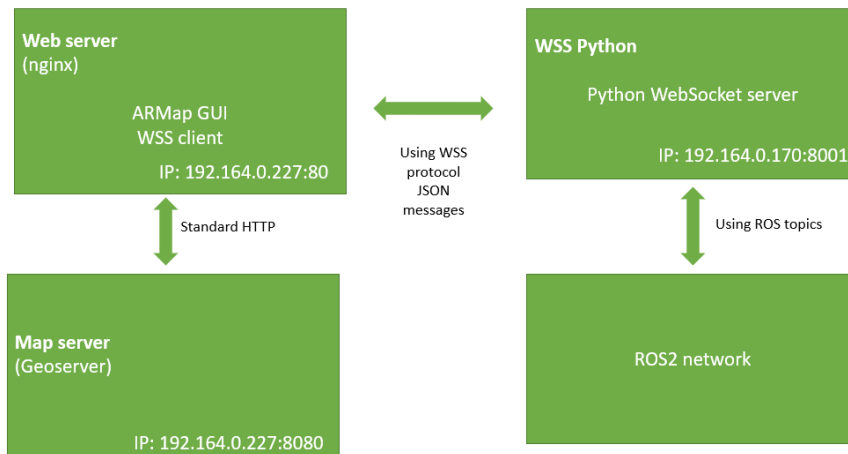 Web server
(nginx)
ARMap GUI
WSS client
IP: 192.164.0.227:80
Using WSS
protocol
JSON
messages
WSS Python
Python WebSocket server
IP: 192.164.0.170:8001
Standard HTTP
Using ROS topics
Map server
(Geoserver)
IP: 192.164.0.227:8080
ROS2 network